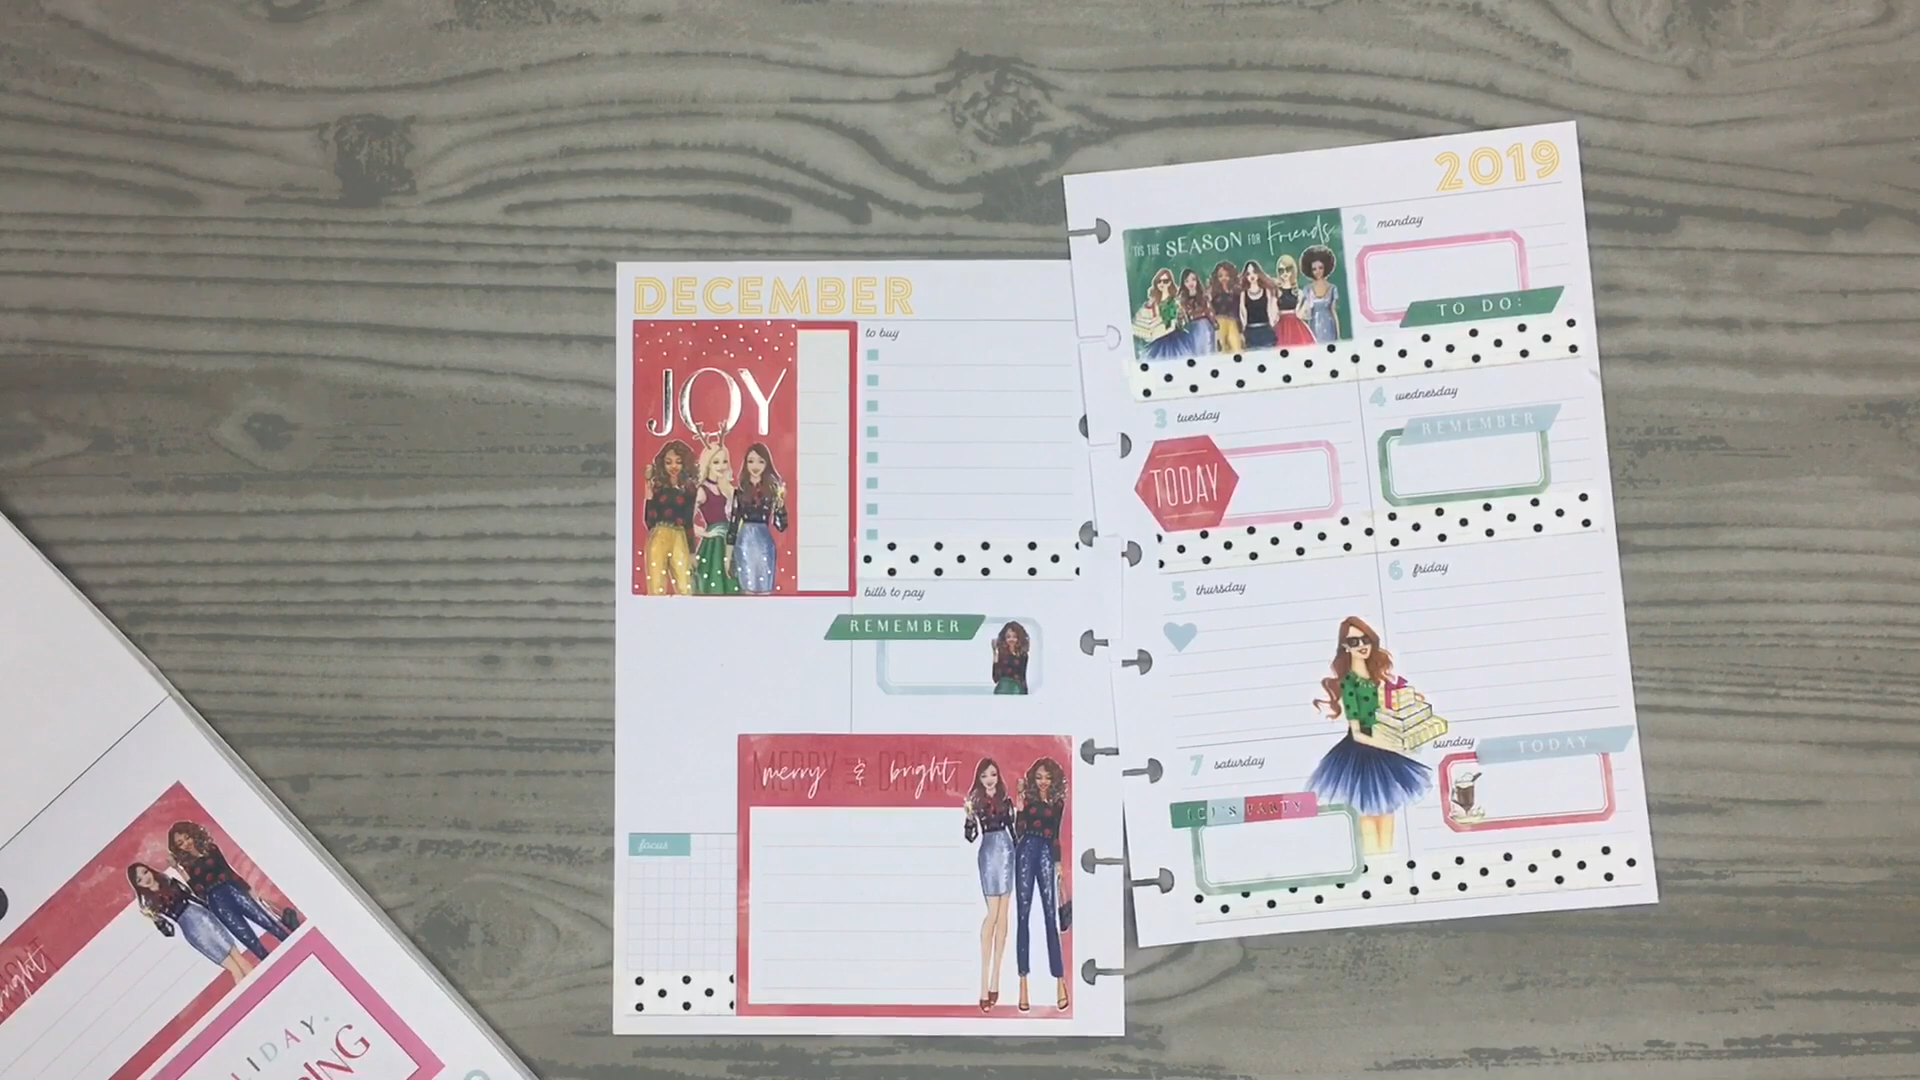 DECEMBER
JOY
to buy
bills to pay
REMEMBER
MERRY
merry & bright
focus
2019
'TIS THE SEASON FOR Friends
2 monday
TO DO:
3 tuesday
TODAY
4 wednesday
REMEMBER
5 thursday
6 friday
7 saturday
LET'S PARTY
sunday
TODAY